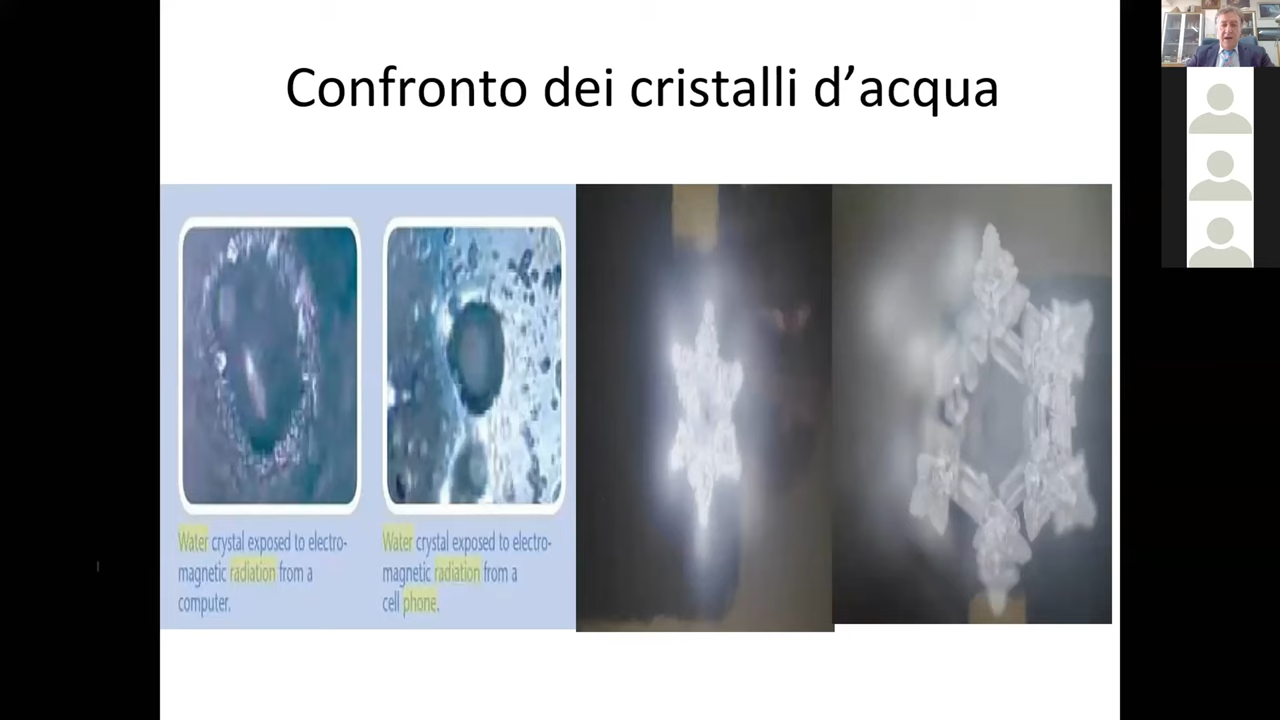 Confronto dei cristalli d’acqua
Water crystal exposed to electro-
magnetic radiation from a
computer.
Water crystal exposed to electro-
magnetic radiation from a
cell phone.